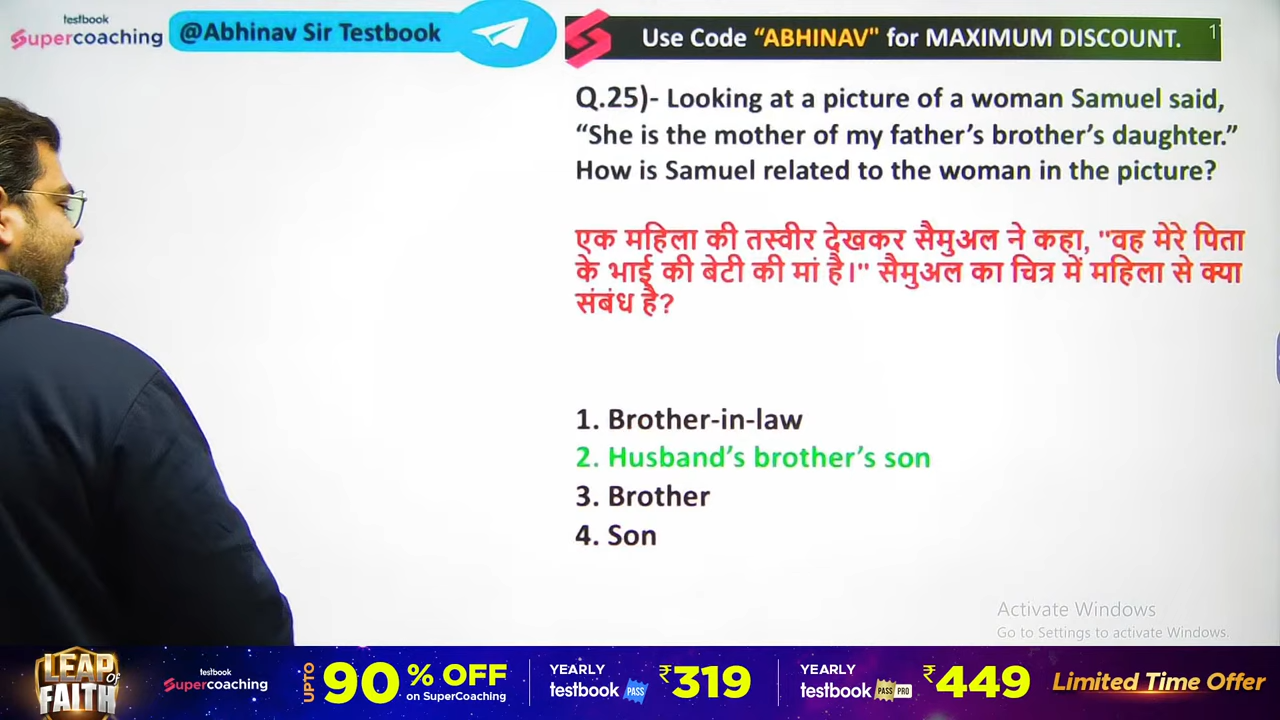 testbook
Supercoaching
@Abhinav Sir Testbook
Use Code “ABHINAV" for MAXIMUM DISCOUNT.
Q.25)- Looking at a picture of a woman Samuel said,
“She is the mother of my father’s brother’s daughter.”
How is Samuel related to the woman in the picture?
एक महिला की तस्वीर देखकर सैमुअल ने कहा, "वह मेरे पिता
के भाई की बेटी की मां है।" सैमुअल का चित्र में महिला से क्या
संबंध है?
1. Brother-in-law
2. Husband’s brother’s son
3. Brother
4. Son
Activate Windows
Go to Settings to activate Windows.
LEAP OF
FAITH
testbook
Supercoaching
UPTO 90% OFF
on SuperCoaching
YEARLY
testbook PASS
₹319
YEARLY
testbook PASS PRO
₹449
Limited Time Offer